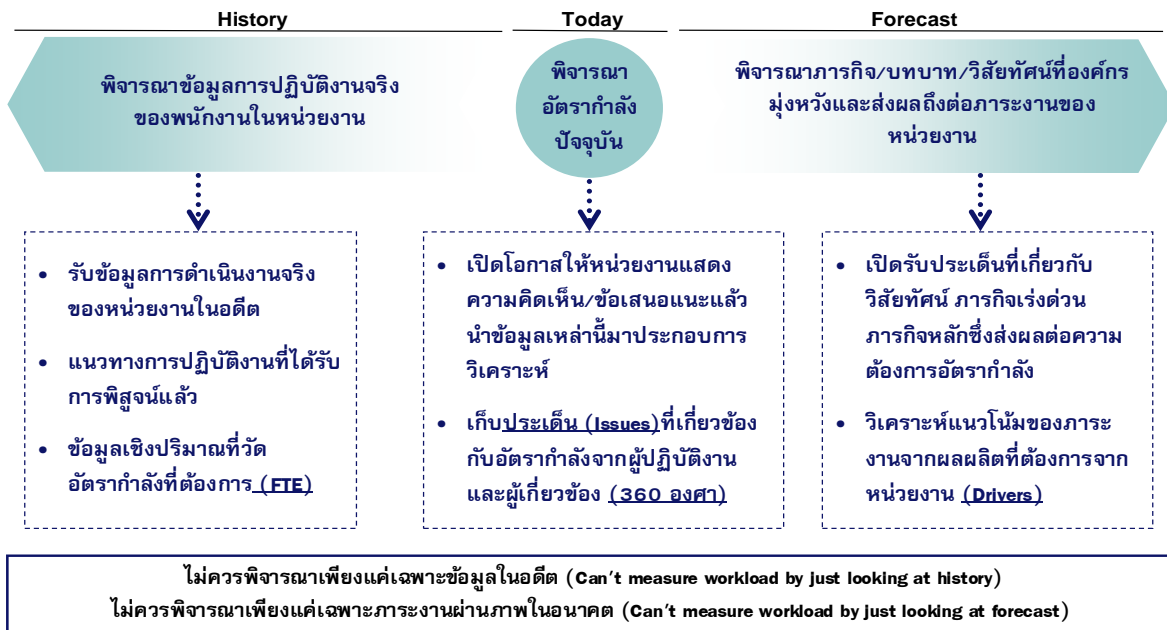 History
Today
Forecast
พิจารณาข้อมูลการปฏิบัติงานจริง
ของพนักงานในหน่วยงาน
พิจารณา
อัตรากำลัง
ปัจจุบัน
พิจารณาภารกิจ/บทบาท/วิสัยทัศน์ที่องค์กร
มุ่งหวังและส่งผลถึงต่อภาระงานของ
หน่วยงาน
• รับข้อมูลการดำเนินงานจริง
ของหน่วยงานในอดีต
• แนวทางการปฏิบัติงานที่ได้รับ
การพิสูจน์แล้ว
• ข้อมูลเชิงปริมาณที่วัด
อัตรากำลังที่ต้องการ (FTE)
• เปิดโอกาสให้หน่วยงานแสดง
ความคิดเห็น/ข้อเสนอแนะแล้ว
นำข้อมูลเหล่านี้มาประกอบการ
วิเคราะห์
• เก็บประเด็น (Issues)ที่เกี่ยวข้อง
กับอัตรากำลังจากผู้ปฏิบัติงาน
และผู้เกี่ยวข้อง (360 องศา)
• เปิดรับประเด็นที่เกี่ยวกับ
วิสัยทัศน์ ภารกิจเร่งด่วน
ภารกิจหลักซึ่งส่งผลต่อความ
ต้องการอัตรากำลัง
• วิเคราะห์แนวโน้มของภาระ
งานจากผลผลิตที่ต้องการจาก
หน่วยงาน (Drivers)
ไม่ควรพิจารณาเพียงแค่เฉพาะข้อมูลในอดีต (Can't measure workload by just looking at history)
ไม่ควรพิจารณาเพียงแค่เฉพาะภาระงานผ่านภาพในอนาคต (Can't measure workload by just looking at forecast)